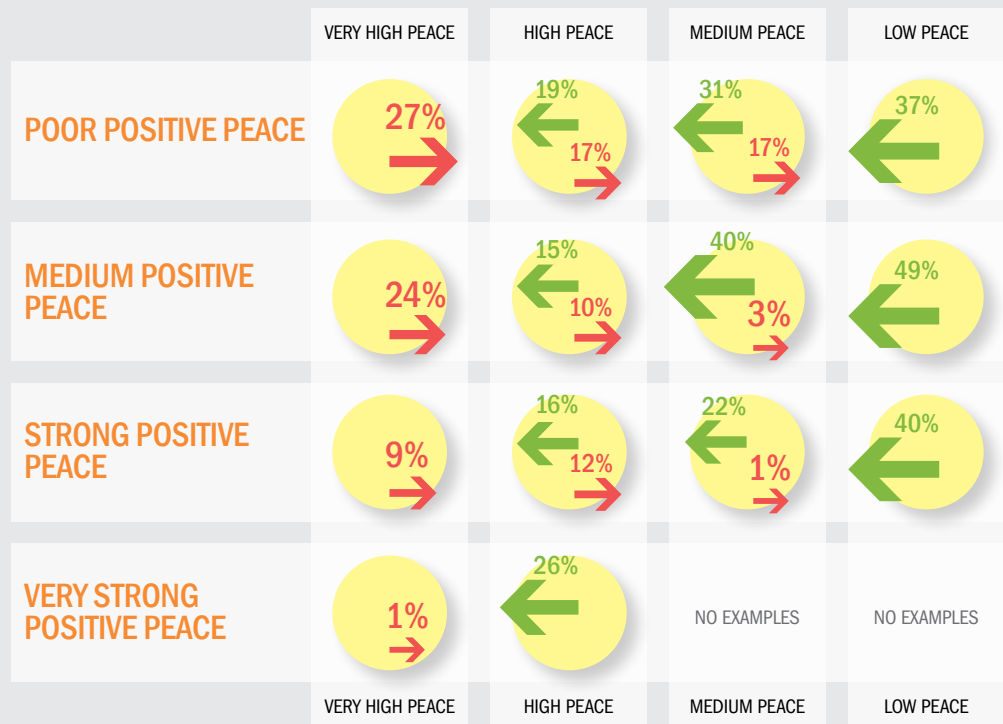 VERY HIGH PEACE HIGH PEACE MEDIUM PEACE LOW PEACE
POOR POSITIVE PEACE
27%
19%
17%
31%
17%
37%
MEDIUM POSITIVE
PEACE
24%
15%
10%
40%
3%
49%
STRONG POSITIVE
PEACE
9%
16%
12%
22%
1%
40%
VERY STRONG
POSITIVE PEACE
1%
26%
NO EXAMPLES
NO EXAMPLES
VERY HIGH PEACE HIGH PEACE MEDIUM PEACE LOW PEACE